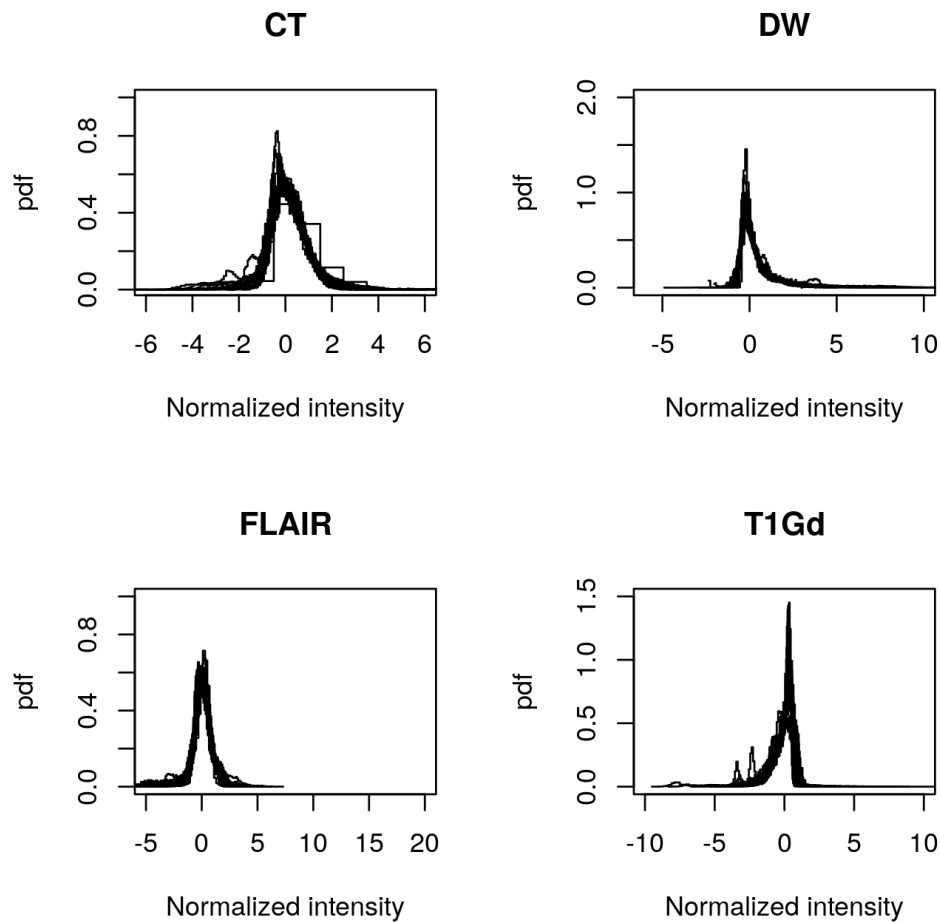 CT
pdf
0.0 0.4 0.8
-6 -4 -2 0 2 4 6
Normalized intensity
DW
pdf
0.0 1.0 2.0
-5 0 5 10
Normalized intensity
FLAIR
pdf
0.0 0.4 0.8
-5 0 5 10 15 20
Normalized intensity
T1Gd
pdf
0.0 0.5 1.0 1.5
-10 -5 0 5 10
Normalized intensity